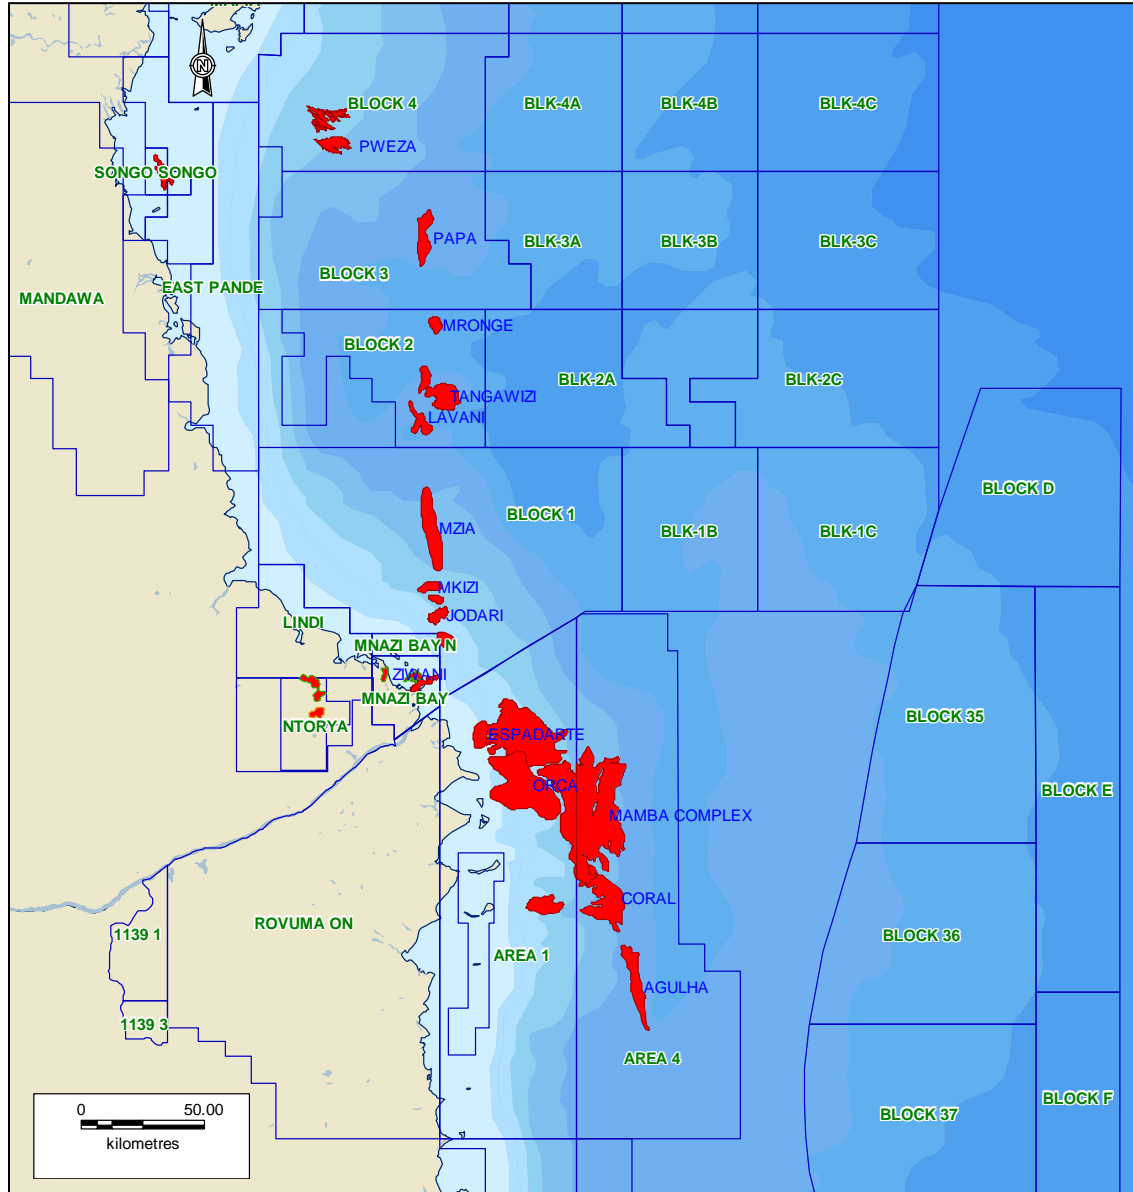 N
BLOCK 4
BLK-4A
BLK-4B
BLK-4C
PWEZA
SONGO SONGO
PAPA
BLK-3A
BLK-3B
BLK-3C
BLOCK 3
EAST PANDE
MANDAWA
MRONGE
BLOCK 2
BLK-2A
BLK-2C
TANGAWIZI
LAVANI
BLOCK D
BLOCK 1
MZIA
BLK-1B
BLK-1C
MKIZI
JODARI
LINDI
MNAZI BAY N
ZIWANI
MNAZI BAY
NTORYA
BLOCK 35
ESPADARTE
ORCA
BLOCK E
MAMBA COMPLEX
CORAL
ROVUMA ON
1139 1
BLOCK 36
AREA 1
AGULHA
1139 3
AREA 4
BLOCK F
BLOCK 37
0 50.00
kilometres